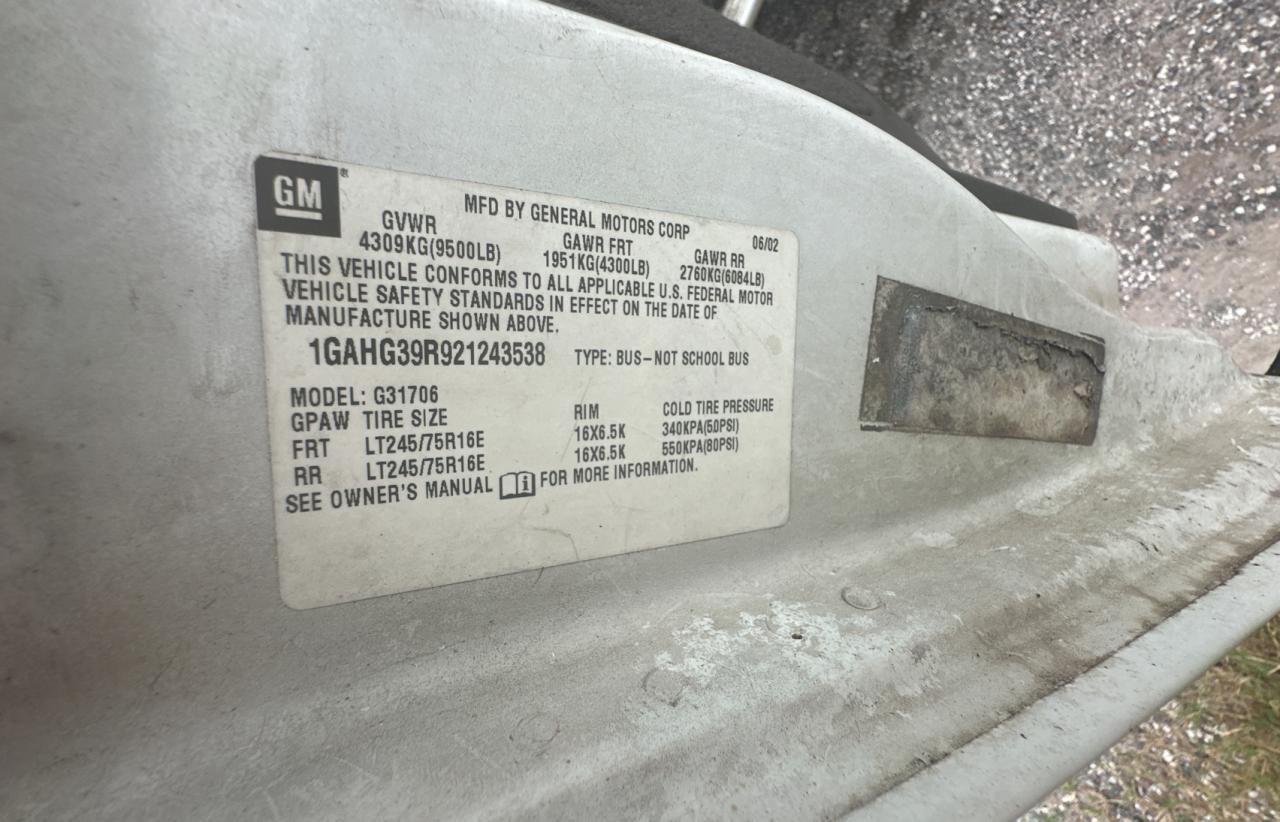 GM®
MFD BY GENERAL MOTORS CORP 06/02
GVWR GAWR FRT GAWR RR
4309KG(9500LB) 1951KG(4300LB) 2760KG(6084LB)
THIS VEHICLE CONFORMS TO ALL APPLICABLE U.S. FEDERAL MOTOR
VEHICLE SAFETY STANDARDS IN EFFECT ON THE DATE OF
MANUFACTURE SHOWN ABOVE.
1GAHG39R921243538 TYPE: BUS–NOT SCHOOL BUS
MODEL: G31706
GPAW TIRE SIZE RIM COLD TIRE PRESSURE
FRT LT245/75R16E 16X6.5K 340KPA(50PSI)
RR LT245/75R16E 16X6.5K 550KPA(80PSI)
SEE OWNER'S MANUAL FOR MORE INFORMATION.